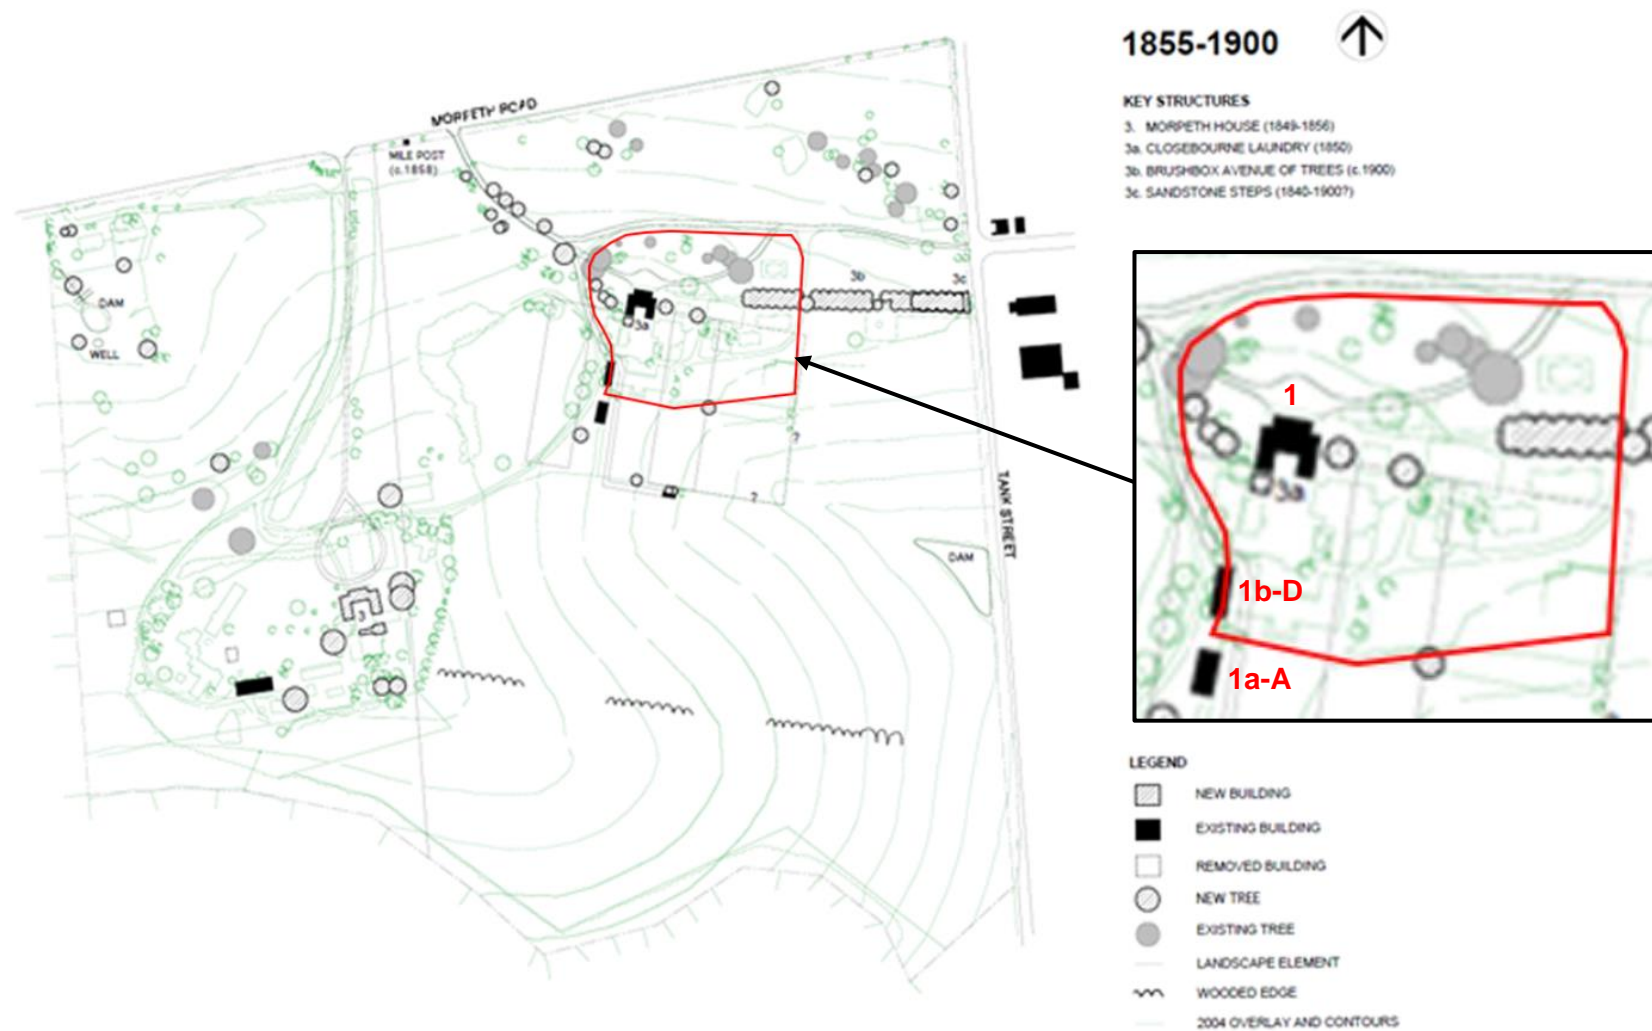 1855-1900
KEY STRUCTURES
3. MORPETH HOUSE (1849-1856)
3a. CLOSEBOURNE LAUNDRY (1850)
3b. BRUSHBOX AVENUE OF TREES (c.1900)
3c. SANDSTONE STEPS (1840-1900?)
MORPETH ROAD
MILE POST
(c.1858)
3b
3c
3a
DAM
WELL
?
?
TANK STREET
DAM
3
1
3a
1b-D
1a-A
LEGEND
NEW BUILDING
EXISTING BUILDING
REMOVED BUILDING
NEW TREE
EXISTING TREE
LANDSCAPE ELEMENT
WOODED EDGE
2004 OVERLAY AND CONTOURS